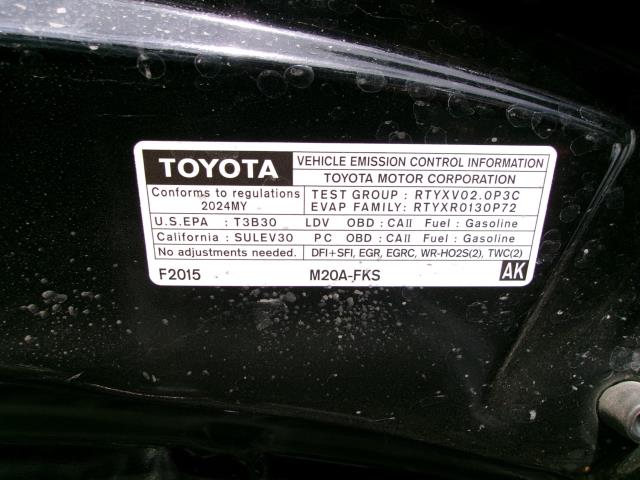 TOYOTA
VEHICLE EMISSION CONTROL INFORMATION
TOYOTA MOTOR CORPORATION
Conforms to regulations
2024MY
TEST GROUP : RTYXV02.0P3C
EVAP FAMILY: RTYXR0130P72
U.S.EPA : T3B30 LDV OBD : CAII Fuel : Gasoline
California : SULEV30 PC OBD : CAII Fuel : Gasoline
No adjustments needed. DFI+SFI, EGR, EGRC, WR-HO2S(2), TWC(2)
F2015 M20A-FKS AK